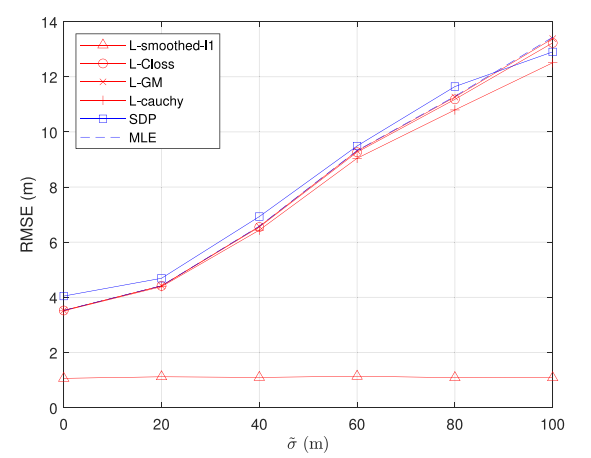 14
12
10
8
6
4
2
0
RMSE (m)
L-smoothed-l1
L-Closs
L-GM
L-cauchy
SDP
MLE
0 20 40 60 80 100
σ̃ (m)